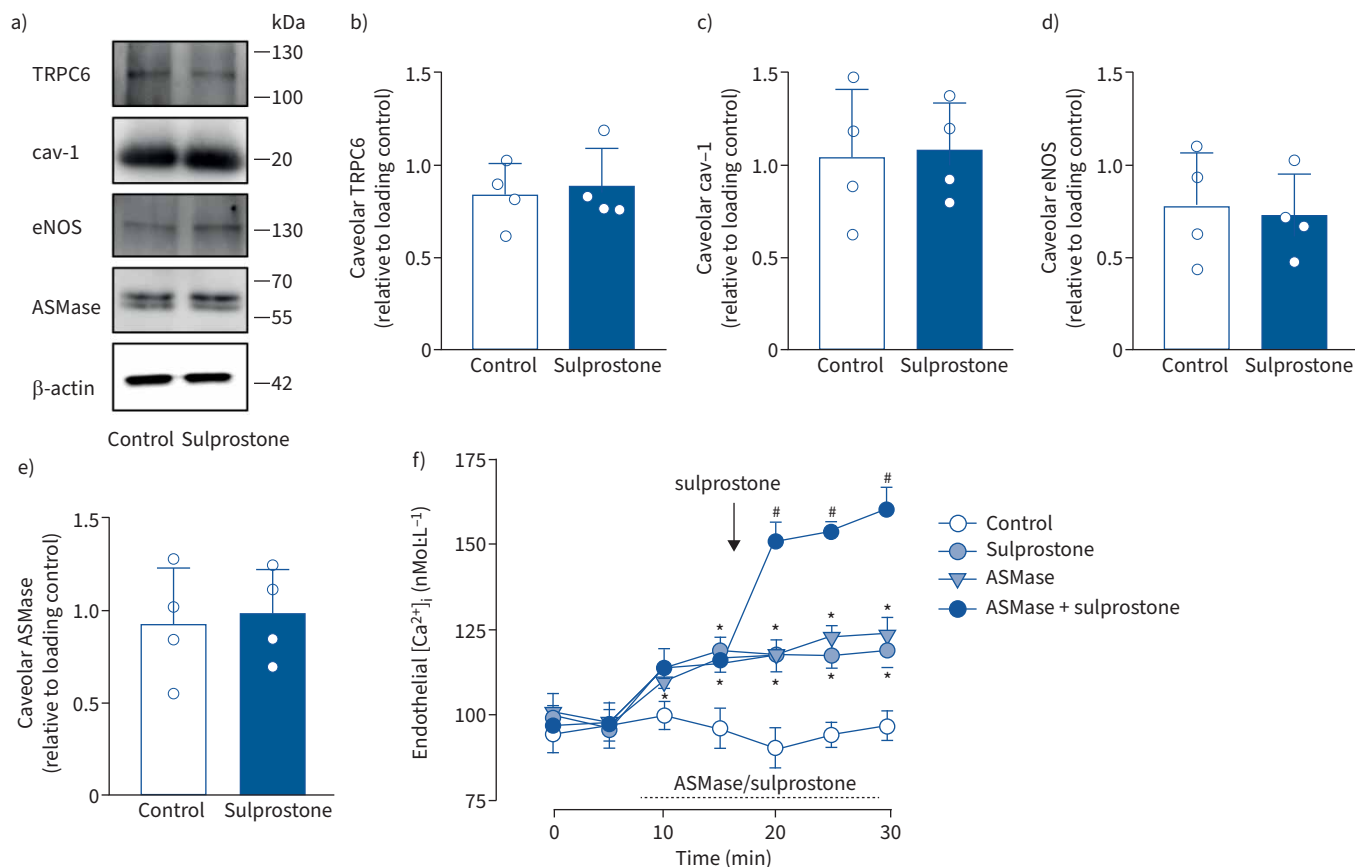 a)
kDa
TRPC6
—130
—100
cav-1
—20
eNOS
—130
ASMase
—70
—55
β-actin
—42
Control Sulprostone
b)
Caveolar TRPC6
(relative to loading control)
1.5
1.0
0.5
0
Control Sulprostone
c)
Caveolar cav–1
(relative to loading control)
1.5
1.0
0.5
0
Control Sulprostone
d)
Caveolar eNOS
(relative to loading control)
1.5
1.0
0.5
0
Control Sulprostone
e)
Caveolar ASMase
(relative to loading control)
1.5
1.0
0.5
0
Control Sulprostone
f)
Endothelial [Ca²⁺]ᵢ (nMol·L⁻¹)
175
150
125
100
75
sulprostone
# # #
* * * *
* * * * *
ASMase/sulprostone
0 10 20 30
Time (min)
Control
Sulprostone
ASMase
ASMase + sulprostone